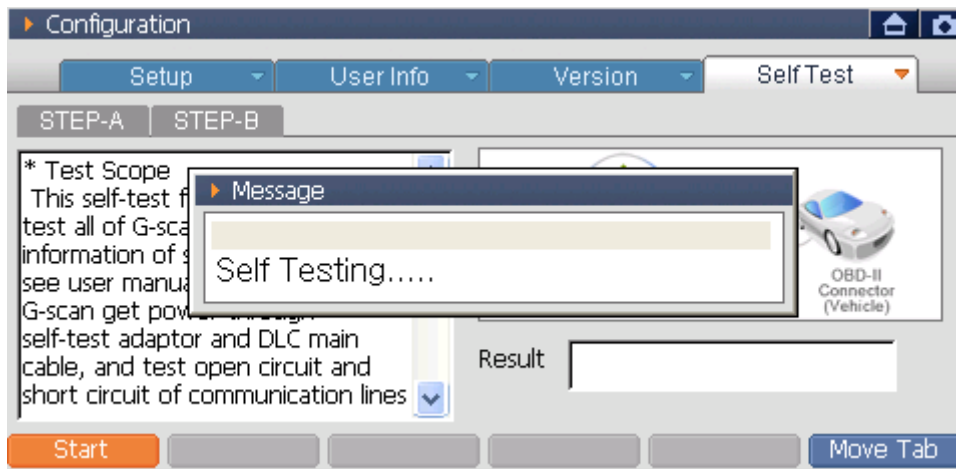 Configuration
Setup
User Info
Version
Self Test
STEP-A
STEP-B
* Test Scope
This self-test
test all of G-sca
information of
see user manua
G-scan get
self-test adaptor and DLC main
cable, and test open circuit and
short circuit of communication lines
Message
Self Testing.....
OBD-II
Connector
(Vehicle)
Result
Start
Move Tab